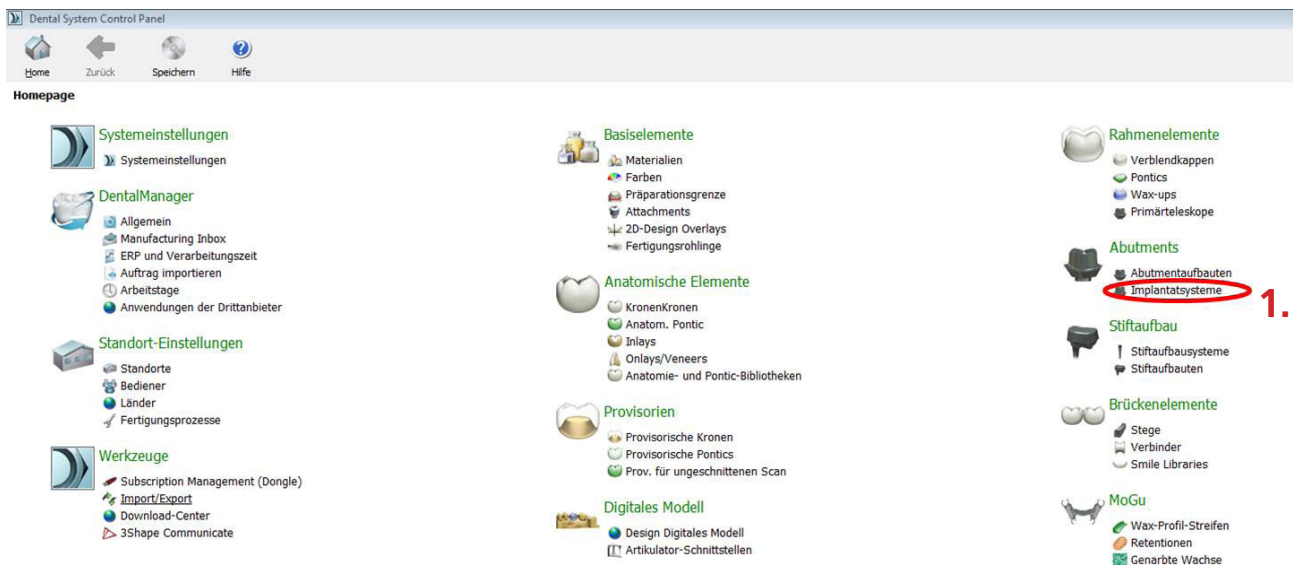 Dental System Control Panel
Home
Zurück
Speichern
Hilfe
Homepage
Systemeinstellungen
Systemeinstellungen
DentalManager
Allgemein
Manufacturing Inbox
ERP und Verarbeitungszeit
Auftrag importieren
Arbeitstage
Anwendungen der Drittanbieter
Standort-Einstellungen
Standorte
Bediener
Länder
Fertigungsprozesse
Werkzeuge
Subscription Management (Dongle)
Import/Export
Download-Center
3Shape Communicate
Basiselemente
Materialien
Farben
Präparationsgrenze
Attachments
2D-Design Overlays
Fertigungsrohlinge
Anatomische Elemente
KronenKronen
Anatom. Pontic
Inlays
Onlays/Veneers
Anatomie- und Pontic-Bibliotheken
Provisorien
Provisorische Kronen
Provisorische Pontics
Prov. für ungeschnittenen Scan
Digitales Modell
Design Digitales Modell
Artikulator-Schnittstellen
Rahmenelemente
Verblendkappen
Pontics
Wax-ups
Primärteleskope
Abutments
Abutmentaufbauten
Implantatsysteme
1.
Stiftaufbau
Stiftaufbausysteme
Stiftaufbauten
Brückenelemente
Stege
Verbinder
Smile Libraries
MoGu
Wax-Profil-Streifen
Retentionen
Genarbte Wachse